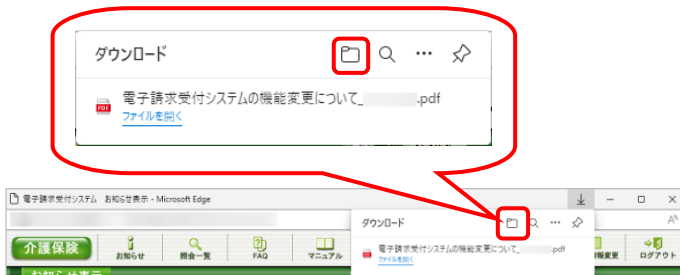 ダウンロード
電子請求受付システムの機能変更について_ .pdf
ファイルを開く
電子請求受付システム お知らせ表示 - Microsoft Edge
ダウンロード
電子請求受付システムの機能変更について_ .pdf
ファイルを開く
介護保険
お知らせ
照会一覧
FAQ
マニュアル
報変更
ログアウト
お知らせ表示